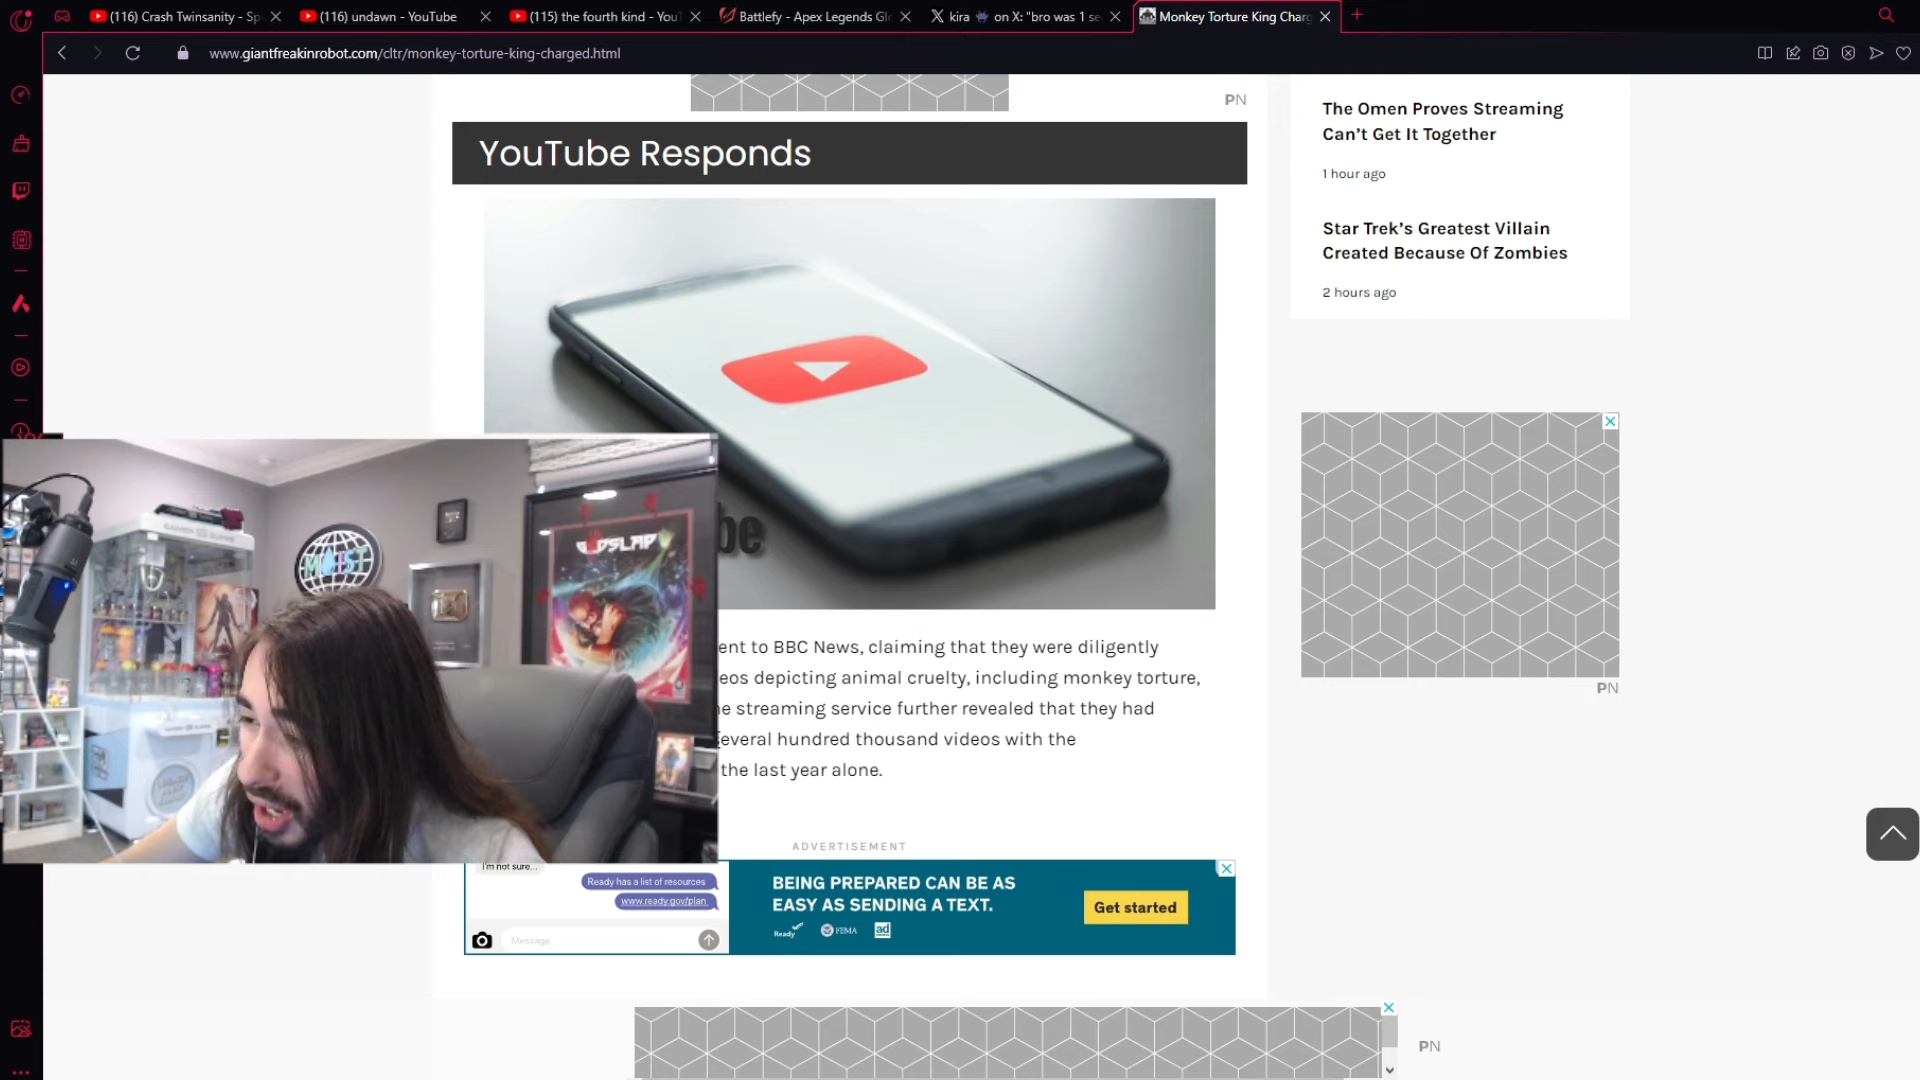 (116) Crash Twinsanity - Sp
(116) undawn - YouTube
(115) the fourth kind - You
Battlefy - Apex Legends Gl
kira 👾 on X: "bro was 1 se
Monkey Torture King Charg
www.giantfreakinrobot.com/cltr/monkey-torture-king-charged.html
PN
YouTube Responds
The Omen Proves Streaming
Can't Get It Together
1 hour ago
Star Trek's Greatest Villain
Created Because Of Zombies
2 hours ago
be
MOIST
GODSLAP
ent to BBC News, claiming that they were diligently
eos depicting animal cruelty, including monkey torture,
e streaming service further revealed that they had
everal hundred thousand videos with the
the last year alone.
PN
ADVERTISEMENT
I'm not sure...
Ready has a list of resources
www.ready.gov/plan
Message
BEING PREPARED CAN BE AS
EASY AS SENDING A TEXT.
Ready
FEMA
ad
Get started
PN